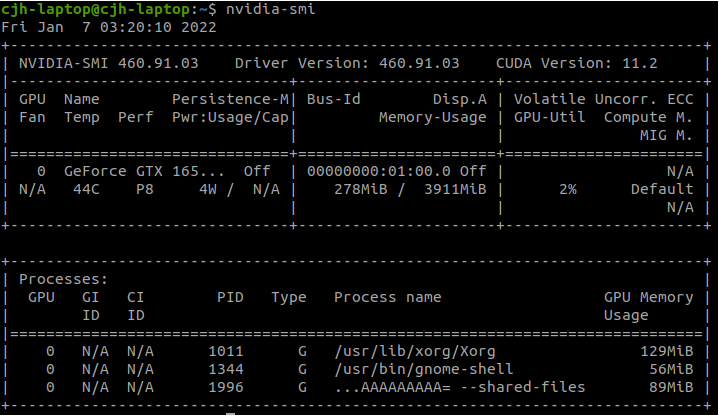 cjh-laptop@cjh-laptop:~$ nvidia-smi
Fri Jan  7 03:20:10 2022
+-----------------------------------------------------------------------------+
| NVIDIA-SMI 460.91.03    Driver Version: 460.91.03    CUDA Version: 11.2     |
|-------------------------------+----------------------+----------------------+
| GPU  Name        Persistence-M| Bus-Id        Disp.A | Volatile Uncorr. ECC |
| Fan  Temp  Perf  Pwr:Usage/Cap|         Memory-Usage | GPU-Util  Compute M. |
|                               |                      |               MIG M. |
|===============================+======================+======================|
|   0  GeForce GTX 165...  Off  | 00000000:01:00.0 Off |                  N/A |
| N/A   44C    P8     4W /  N/A |    278MiB /  3911MiB |      2%      Default |
|                               |                      |                  N/A |
+-------------------------------+----------------------+----------------------+
+-----------------------------------------------------------------------------+
| Processes:                                                                  |
|  GPU   GI   CI        PID   Type   Process name                  GPU Memory |
|        ID   ID                                                   Usage      |
|=============================================================================|
|    0   N/A  N/A      1011      G   /usr/lib/xorg/Xorg                129MiB |
|    0   N/A  N/A      1344      G   /usr/bin/gnome-shell               56MiB |
|    0   N/A  N/A      1996      G   ...AAAAAAAAA= --shared-files       89MiB |
+-----------------------------------------------------------------------------+